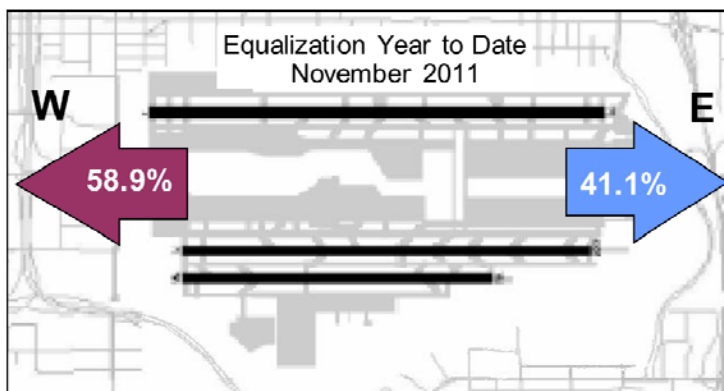 Equalization Year to Date
November 2011
W
E
58.9%
41.1%